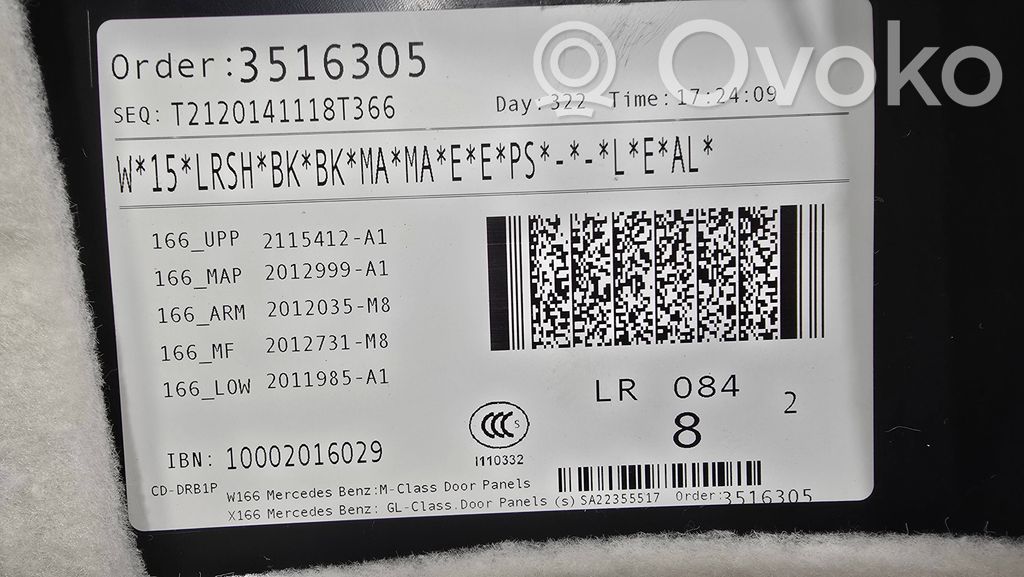 Ovoko
Order:3516305
SEQ: T2120141118T366 Day:322 Time:17:24:09
W*15*LRSH*BK*BK*MA*MA*E*E*PS*-*-*L*E*AL*
166_UPP 2115412-A1
166_MAP 2012999-A1
166_ARM 2012035-M8
166_MF 2012731-M8
166_LOW 2011985-A1
LR 084
8 2
CCC S
I110332
IBN: 10002016029
CD-DRB1P W166 Mercedes Benz:M-Class Door Panels
X166 Mercedes Benz: GL-Class.Door Panels (s) SA22355517 Order:3516305